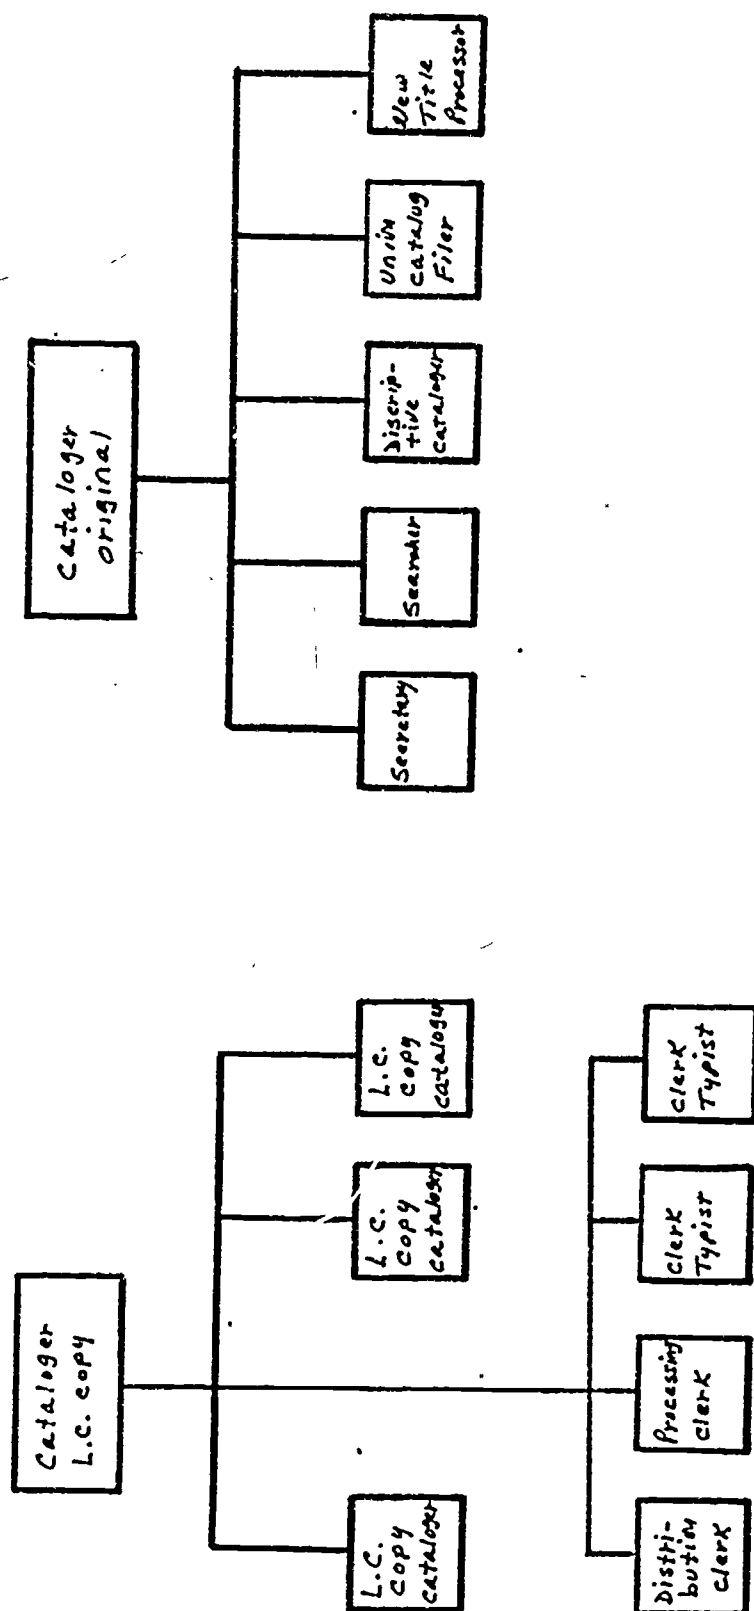 Cataloger
L.C. copy
L.C.
copy
cataloger
L.C.
copy
cataloger
L.C.
copy
cataloger
Distri-
bution
clerk
Processing
clerk
clerk
Typist
clerk
Typist
cataloger
original
Secretary
Searcher
Discrip-
tive
cataloger
Union
catalog
Filer
New
Title
Processor